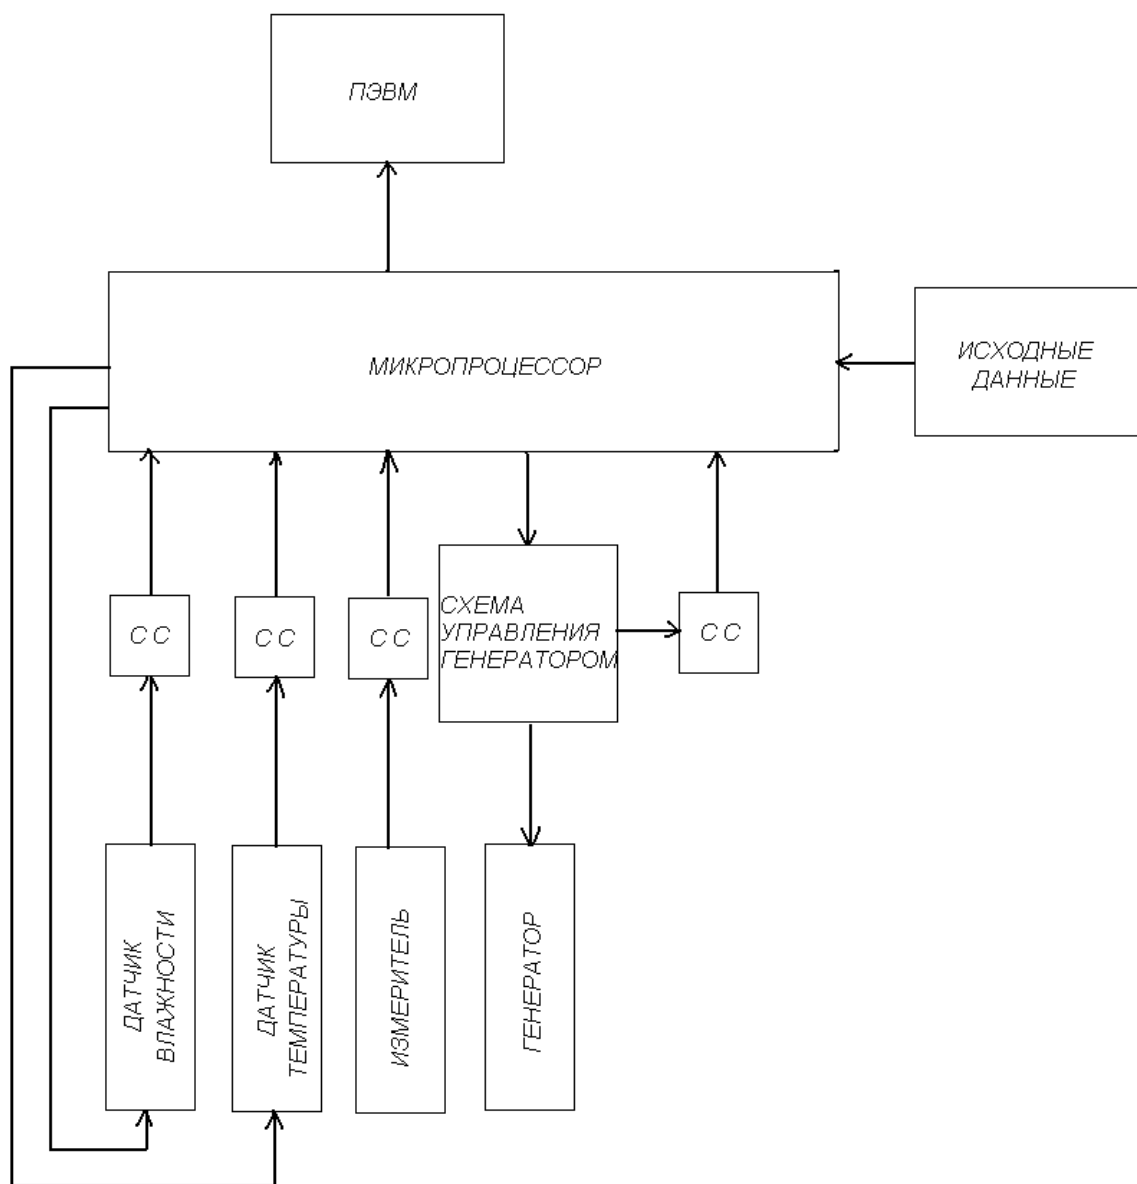 ПЭВМ
МИКРОПРОЦЕССОР
ИСХОДНЫЕ
ДАННЫЕ
С С
С С
С С
СХЕМА
УПРАВЛЕНИЯ
ГЕНЕРАТОРОМ
С С
ДАТЧИК
ВЛАЖНОСТИ
ДАТЧИК
ТЕМПЕРАТУРЫ
ИЗМЕРИТЕЛЬ
ГЕНЕРАТОР